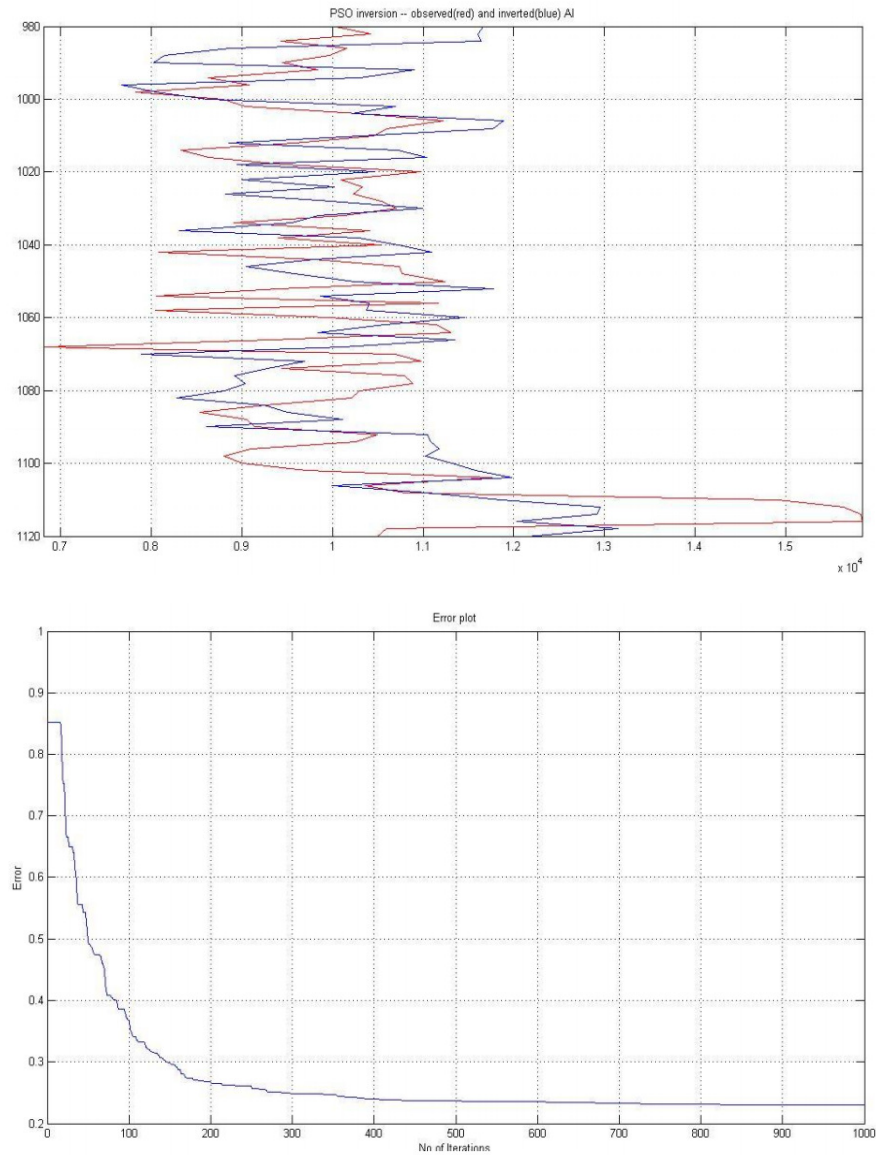 PSO inversion -- observed(red) and inverted(blue) AI
980
1000
1020
1040
1060
1080
1100
1120
0.7 0.8 0.9 1 1.1 1.2 1.3 1.4 1.5
x 10⁴
Error plot
1
0.9
0.8
0.7
0.6
0.5
0.4
0.3
0.2
Error
0 100 200 300 400 500 600 700 800 900 1000
No of Iterations